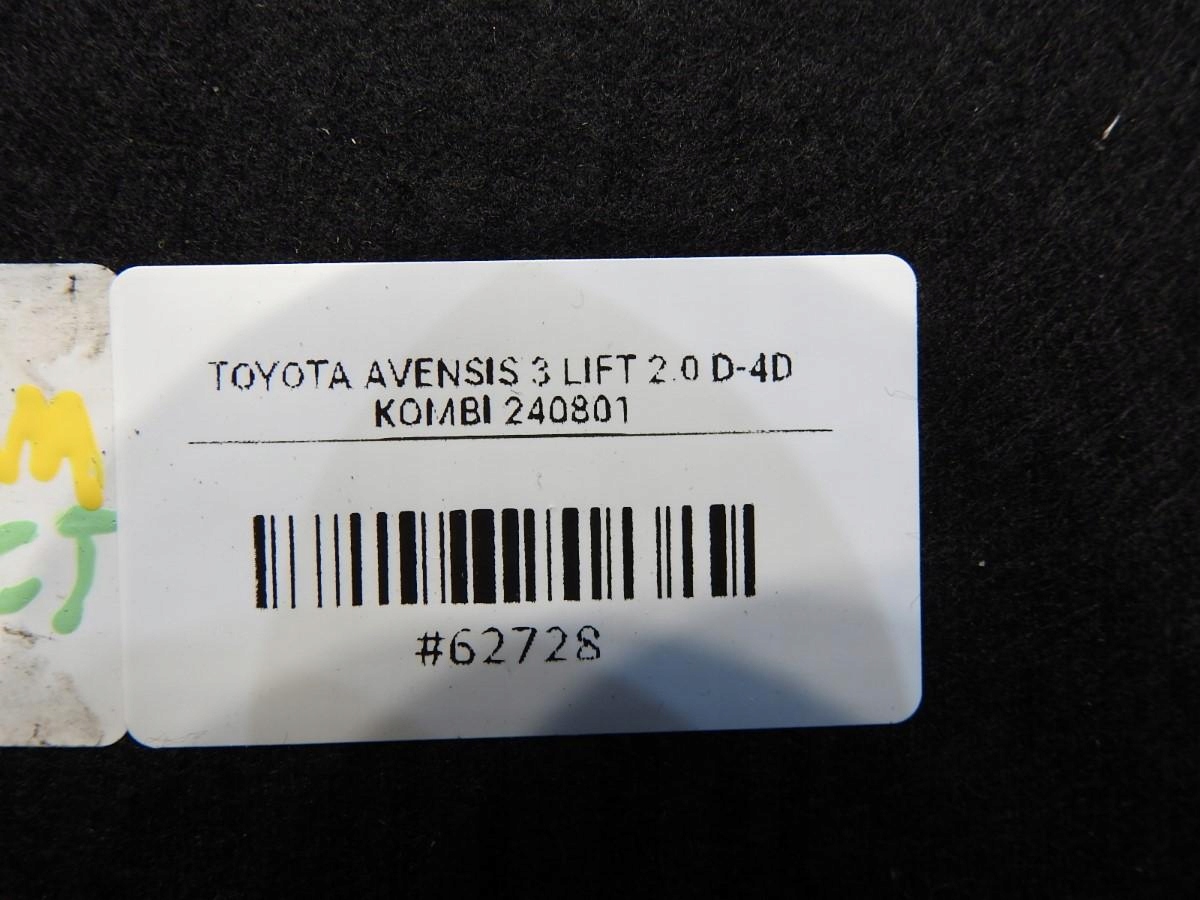 TOYOTA AVENSIS 3 LIFT 2.0 D-4D
KOMBI 240801
#62728
M